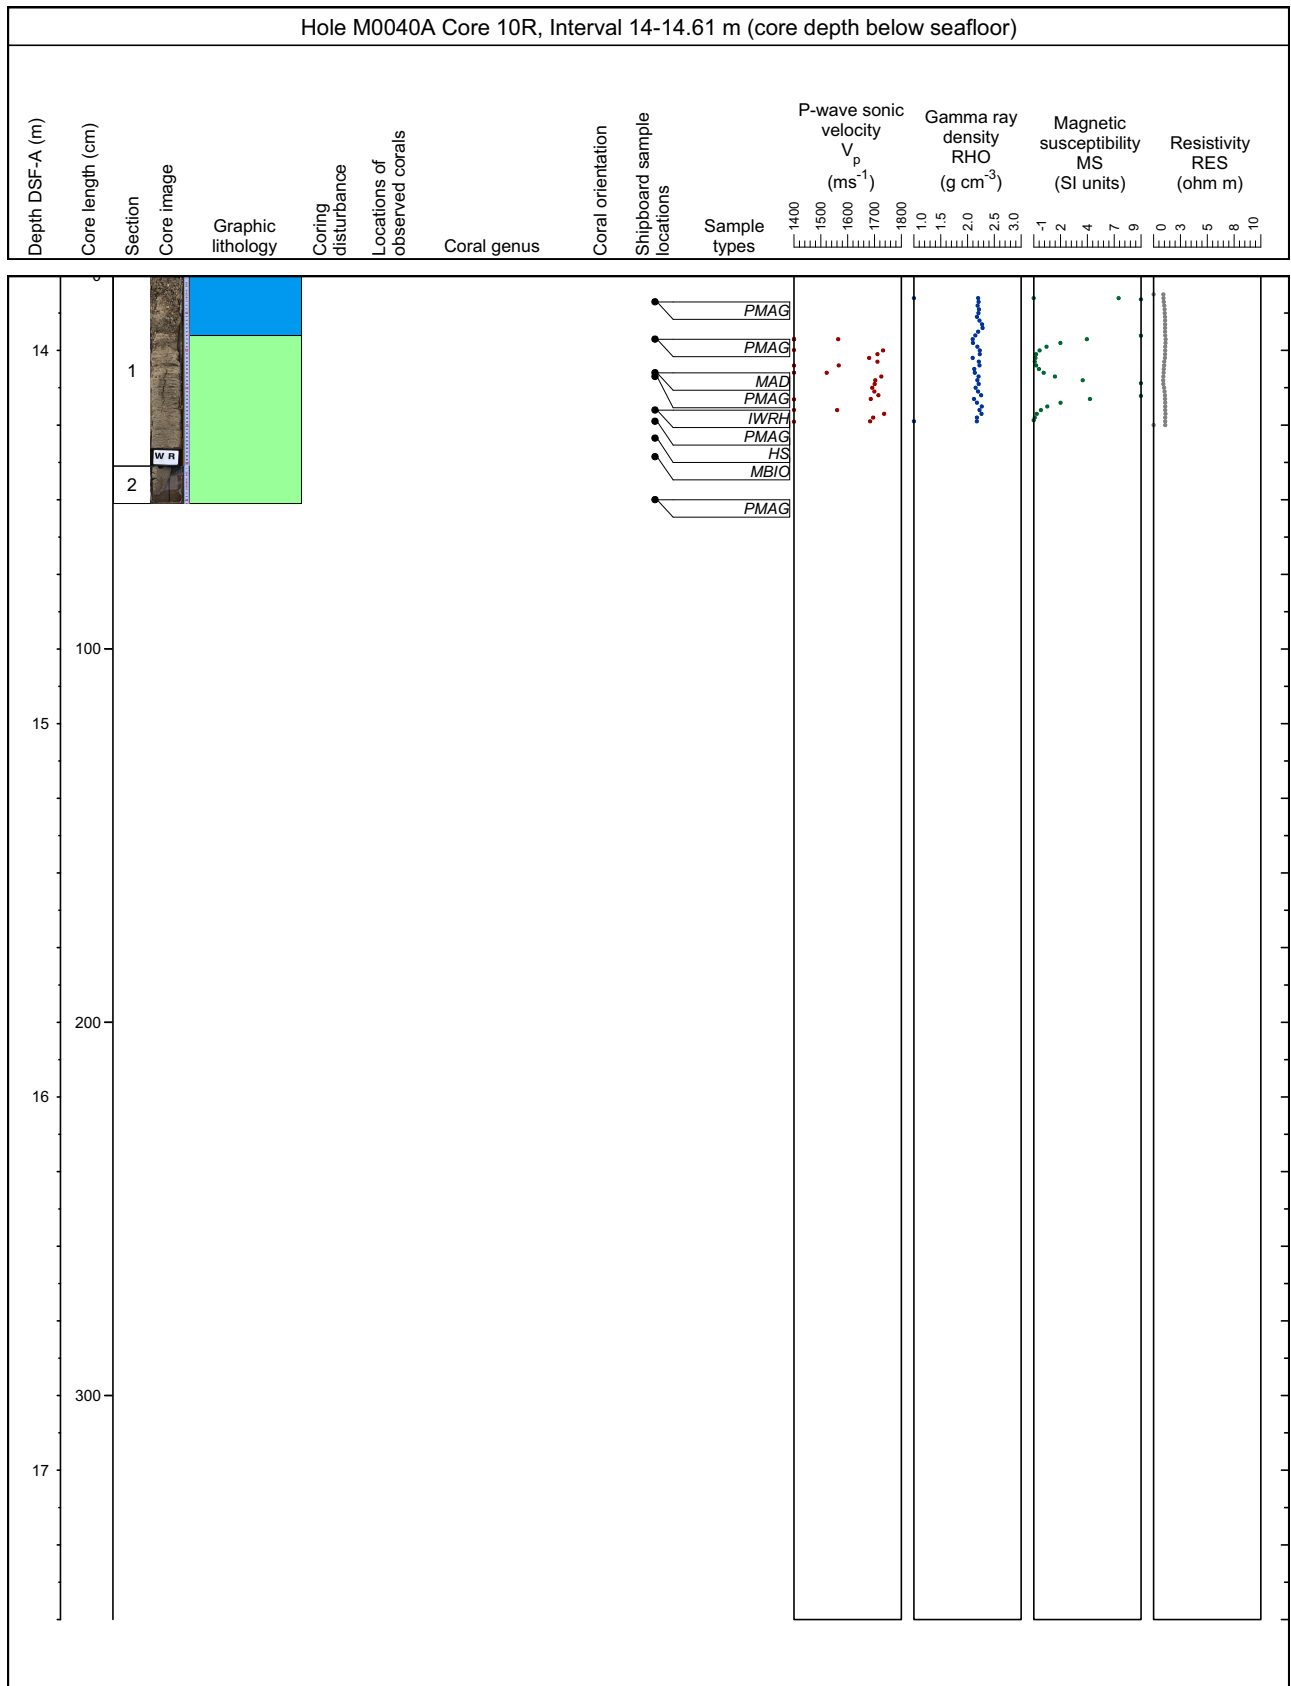 Hole M0040A Core 10R, Interval 14-14.61 m (core depth below seafloor)
Depth DSF-A (m)
Core length (cm)
Section
Core image
Graphic
lithology
Coring
disturbance
Locations of
observed corals
Coral genus
Coral orientation
Shipboard sample
locations
Sample
types
P-wave sonic
velocity
Vp
(ms-1)
1400 1500 1600 1700 1800
Gamma ray
density
RHO
(g cm-3)
1.0 1.5 2.0 2.5 3.0
Magnetic
susceptibility
MS
(SI units)
-1 2 4 7 9
Resistivity
RES
(ohm m)
0 3 5 8 10
PMAG
14
PMAG
1
MAD
PMAG
IWRH
PMAG
HS
W R
MBIO
2
PMAG
100
15
200
16
300
17